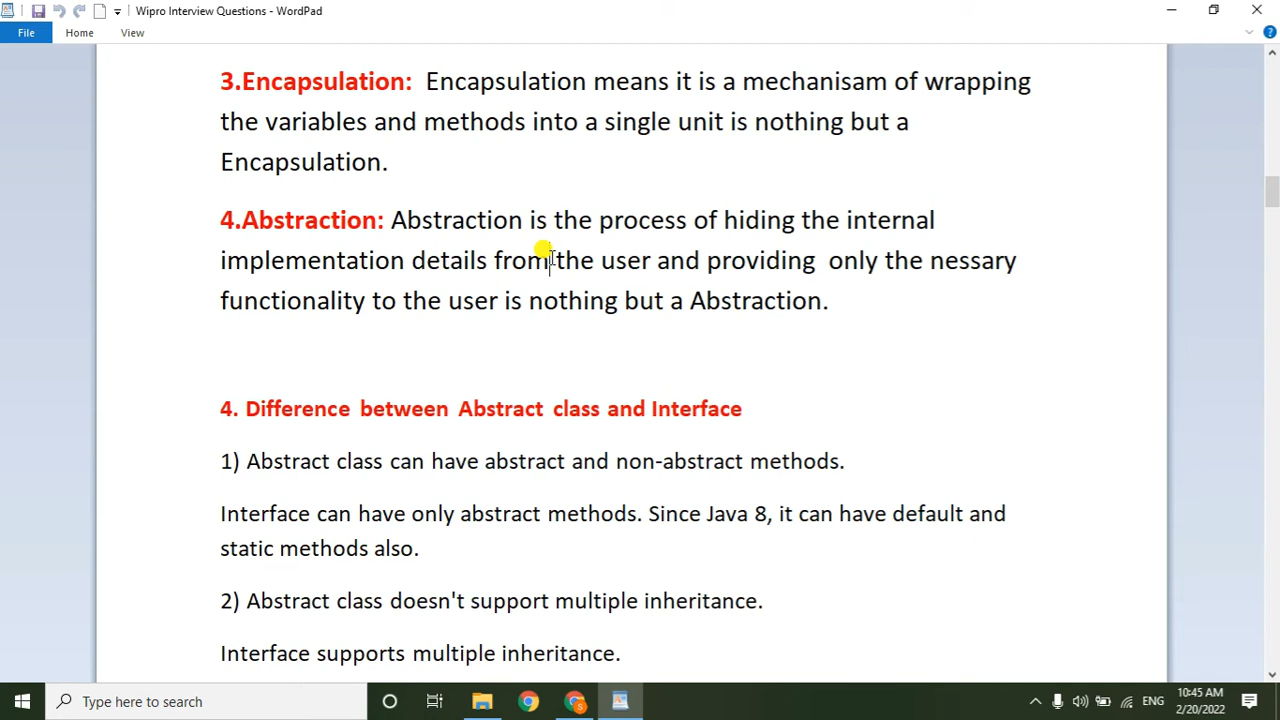 Wipro Interview Questions - WordPad
File Home View
3.Encapsulation: Encapsulation means it is a mechanisam of wrapping
the variables and methods into a single unit is nothing but a
Encapsulation.
4.Abstraction: Abstraction is the process of hiding the internal
implementation details from the user and providing only the nessary
functionality to the user is nothing but a Abstraction.
4. Difference between Abstract class and Interface
1) Abstract class can have abstract and non-abstract methods.
Interface can have only abstract methods. Since Java 8, it can have default and
static methods also.
2) Abstract class doesn't support multiple inheritance.
Interface supports multiple inheritance.
Type here to search
ENG
10:45 AM
2/20/2022